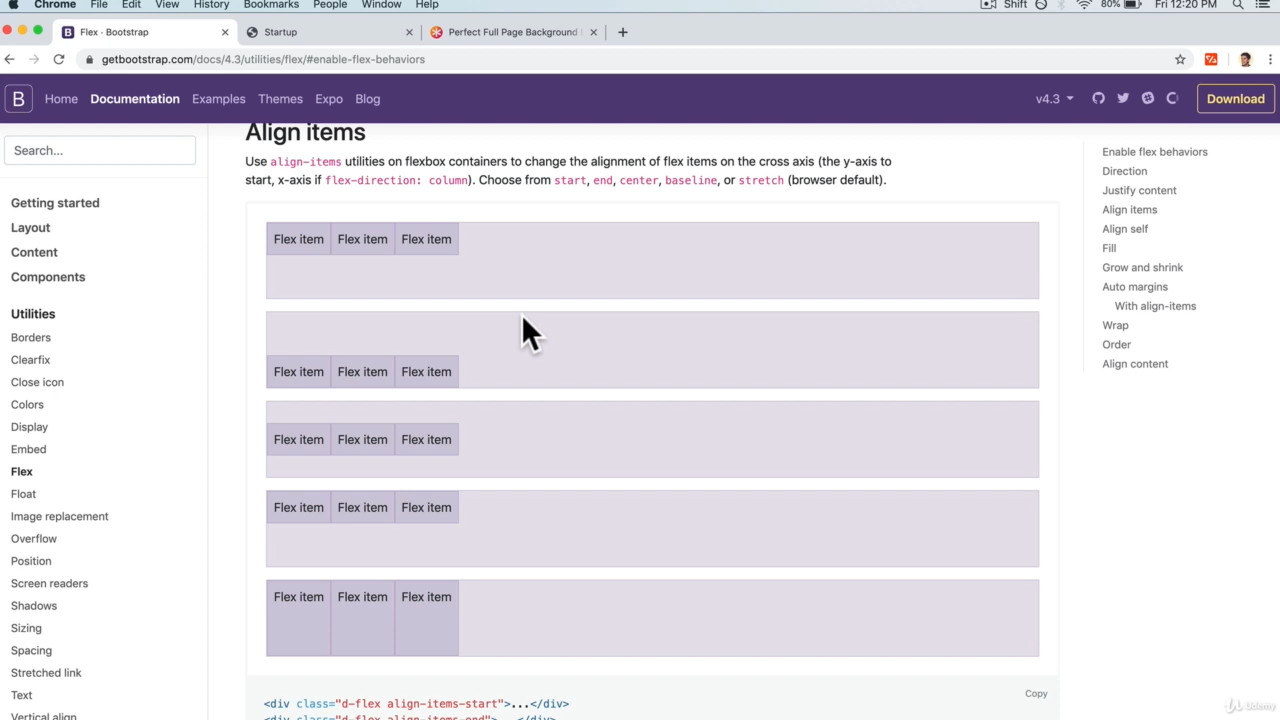 Chrome File Edit View History Bookmarks People Window Help Shift 80% Fri 12:20 PM
B Flex · Bootstrap Startup Perfect Full Page Background
getbootstrap.com/docs/4.3/utilities/flex/#enable-flex-behaviors
B Home Documentation Examples Themes Expo Blog v4.3 Download
Search...
Getting started
Layout
Content
Components
Utilities
Borders
Clearfix
Close icon
Colors
Display
Embed
Flex
Float
Image replacement
Overflow
Position
Screen readers
Shadows
Sizing
Spacing
Stretched link
Text
Vertical align
Align items
Use align-items utilities on flexbox containers to change the alignment of flex items on the cross axis (the y-axis to
start, x-axis if flex-direction: column). Choose from start, end, center, baseline, or stretch (browser default).
Flex item Flex item Flex item
Flex item Flex item Flex item
Flex item Flex item Flex item
Flex item Flex item Flex item
Flex item Flex item Flex item
Copy
<div class="d-flex align-items-start">...</div>
<div class="d-flex align-items-end">...</div>
Enable flex behaviors
Direction
Justify content
Align items
Align self
Fill
Grow and shrink
Auto margins
With align-items
Wrap
Order
Align content
Udemy